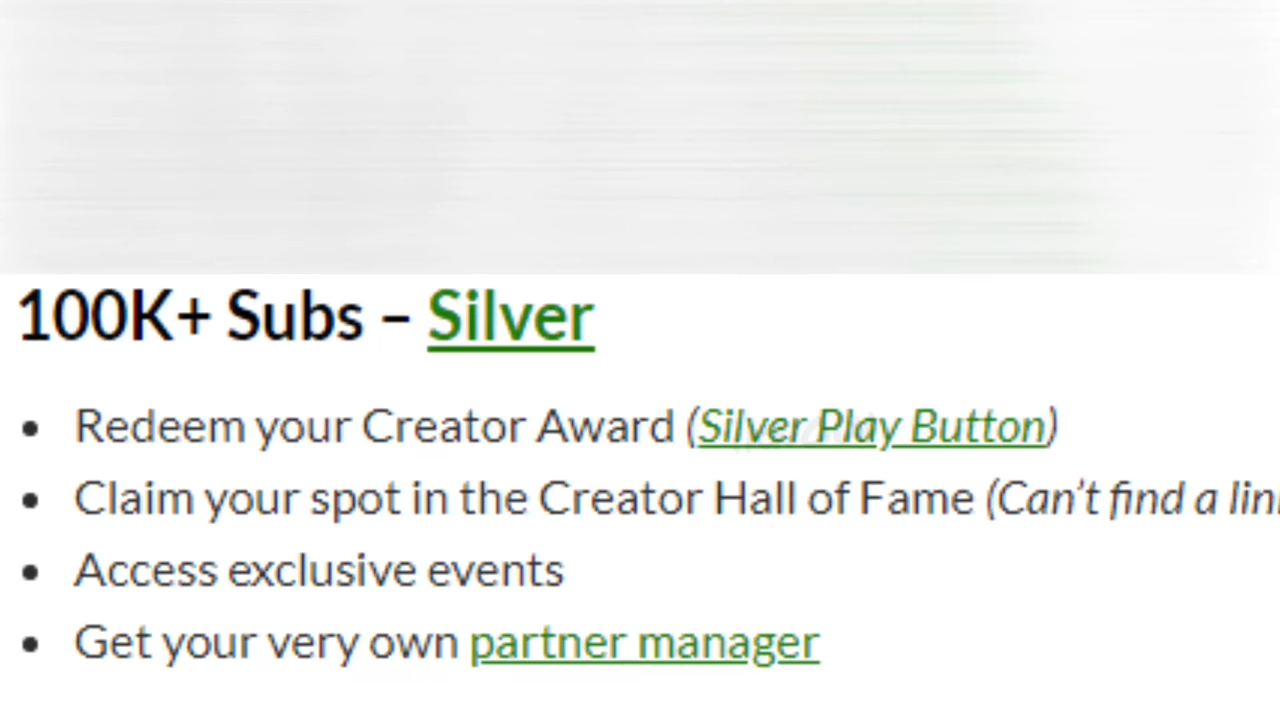 100K+ Subs – Silver
Redeem your Creator Award (Silver Play Button)
Claim your spot in the Creator Hall of Fame (Can’t find a
Access exclusive events
Get your very own partner manager